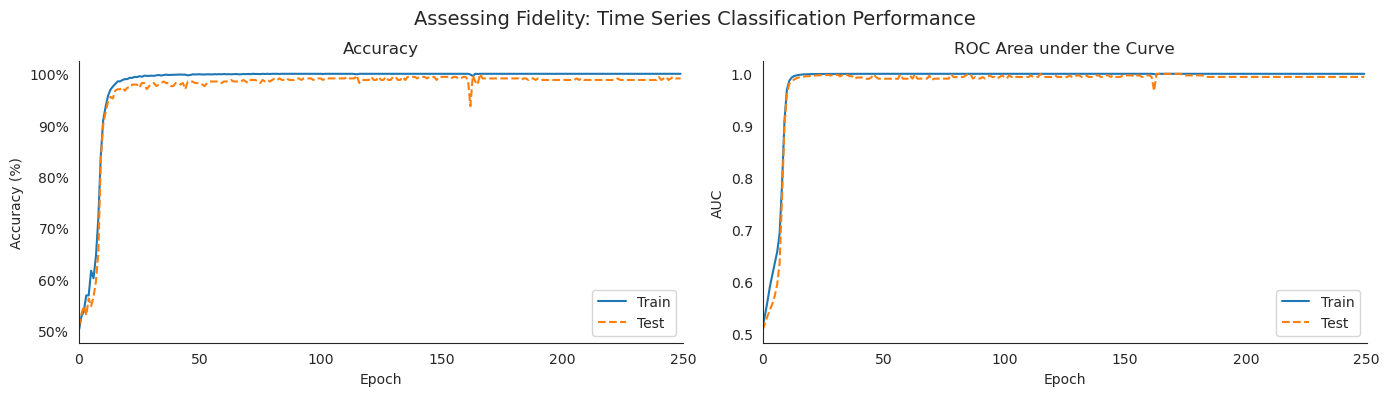 Assessing Fidelity: Time Series Classification Performance
Accuracy
100%
90%
80%
70%
60%
50%
Accuracy (%)
0 50 100 150 200 250
Epoch
Train
Test
ROC Area under the Curve
1.0
0.9
0.8
0.7
0.6
0.5
AUC
0 50 100 150 200 250
Epoch
Train
Test